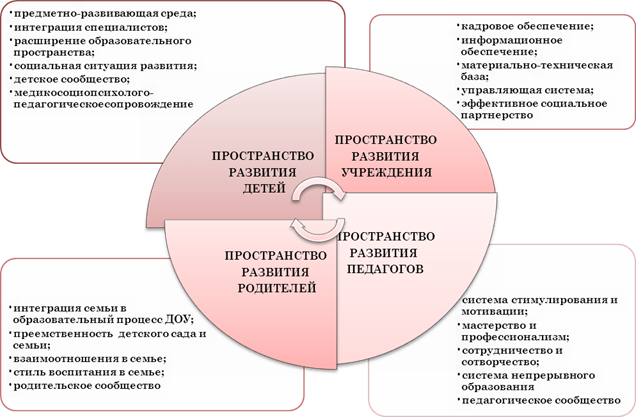 • предметно-развивающая среда;
• интеграция специалистов;
• расширение образовательного
пространства;
• социальная ситуация развития;
• детское сообщество;
• медикосоциопсихолого-
педагогическоесопровождение
• кадровое обеспечение;
• информационное
обеспечение;
• материально-техническая
база;
• управляющая система;
• эффективное социальное
партнерство
ПРОСТРАНСТВО
РАЗВИТИЯ
ДЕТЕЙ
ПРОСТРАНСТВО
РАЗВИТИЯ
УЧРЕЖДЕНИЯ
ПРОСТРАНСТВО
РАЗВИТИЯ
РОДИТЕЛЕЙ
ПРОСТРАНСТВО
РАЗВИТИЯ
ПЕДАГОГОВ
• интеграция семьи в
образовательный процесс ДОУ;
• преемственность детского сада и
семьи;
• взаимоотношения в семье;
• стиль воспитания в семье;
• родительское сообщество
• система стимулирования и
мотивации;
• мастерство и
профессионализм;
• сотрудничество и
сотворчество;
• система непрерывного
образования
• педагогическое сообщество